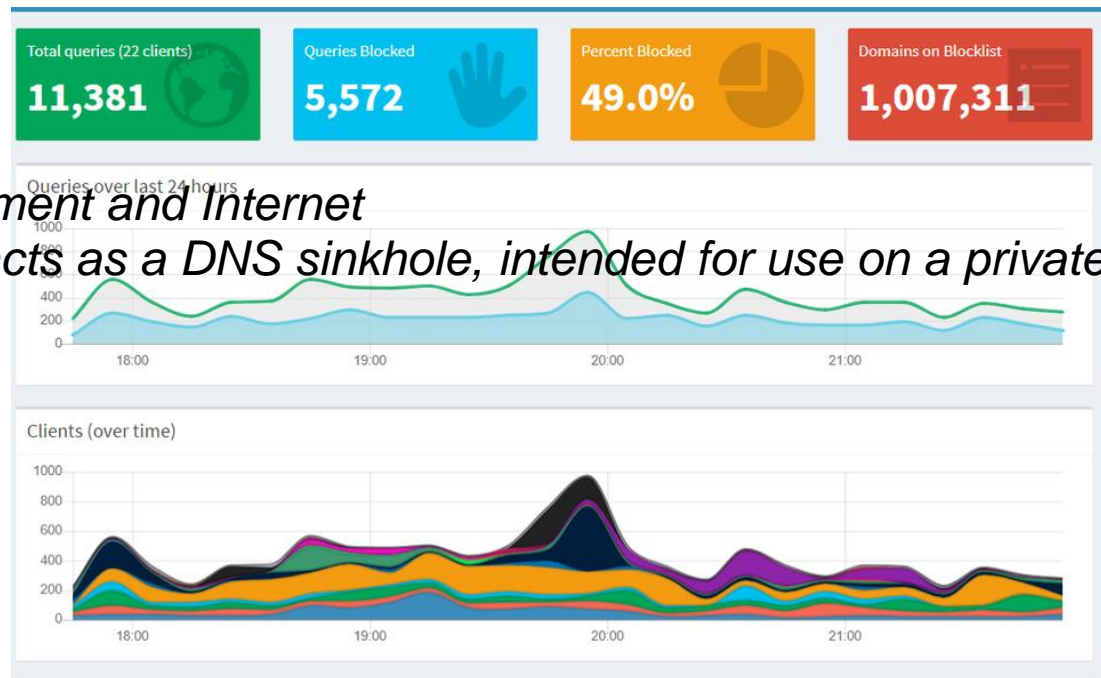 Total queries (22 clients)
11,381
Queries Blocked
5,572
Percent Blocked
49.0%
Domains on Blocklist
1,007,311
Queries over last 24 hours
ment and Internet
acts as a DNS sinkhole, intended for use on a private
1000
800
600
400
200
0
18:00 19:00 20:00 21:00
Clients (over time)
1000
800
600
400
200
0
18:00 19:00 20:00 21:00